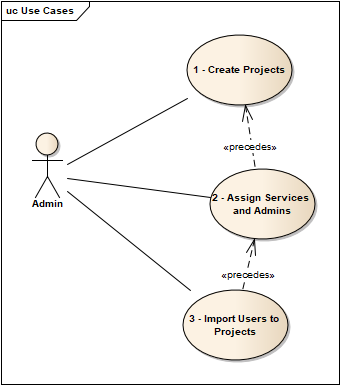 uc Use Cases
1 - Create Projects
«precedes»
Admin
2 - Assign Services
and Admins
«precedes»
3 - Import Users to
Projects